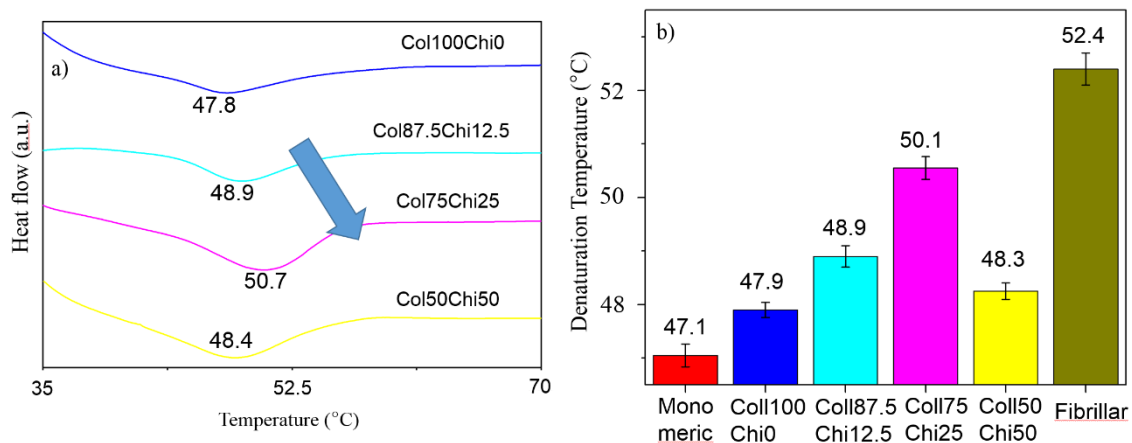 a)
Col100Chi0
47.8
Col87.5Chi12.5
48.9
Col75Chi25
50.7
Col50Chi50
48.4
Heat flow (a.u.)
35
52.5
70
Temperature (°C)
b)
Denaturation Temperature (°C)
52
50
48
47.1
47.9
48.9
50.1
48.3
52.4
Mono
meric
Coll100
Chi0
Coll87.5
Chi12.5
Coll75
Chi25
Coll50
Chi50
Fibrillar